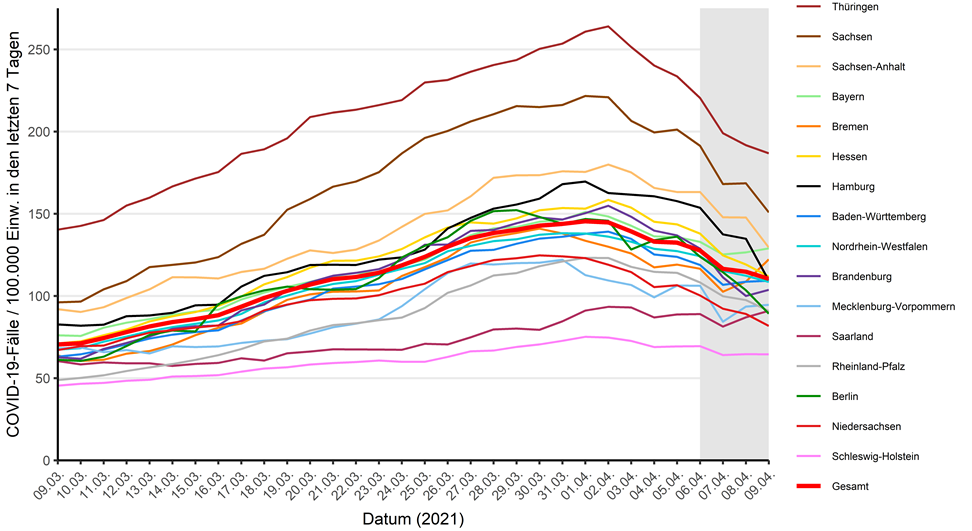 COVID-19-Fälle / 100.000 Einw. in den letzten 7 Tagen
250
200
150
100
50
0
09.03. 10.03. 11.03. 12.03. 13.03. 14.03. 15.03. 16.03. 17.03. 18.03. 19.03. 20.03. 21.03. 22.03. 23.03. 24.03. 25.03. 26.03. 27.03. 28.03. 29.03. 30.03. 31.03. 01.04. 02.04. 03.04. 04.04. 05.04. 06.04. 07.04. 08.04. 09.04.
Datum (2021)
Thüringen
Sachsen
Sachsen-Anhalt
Bayern
Bremen
Hessen
Hamburg
Baden-Württemberg
Nordrhein-Westfalen
Brandenburg
Mecklenburg-Vorpommern
Saarland
Rheinland-Pfalz
Berlin
Niedersachsen
Schleswig-Holstein
Gesamt